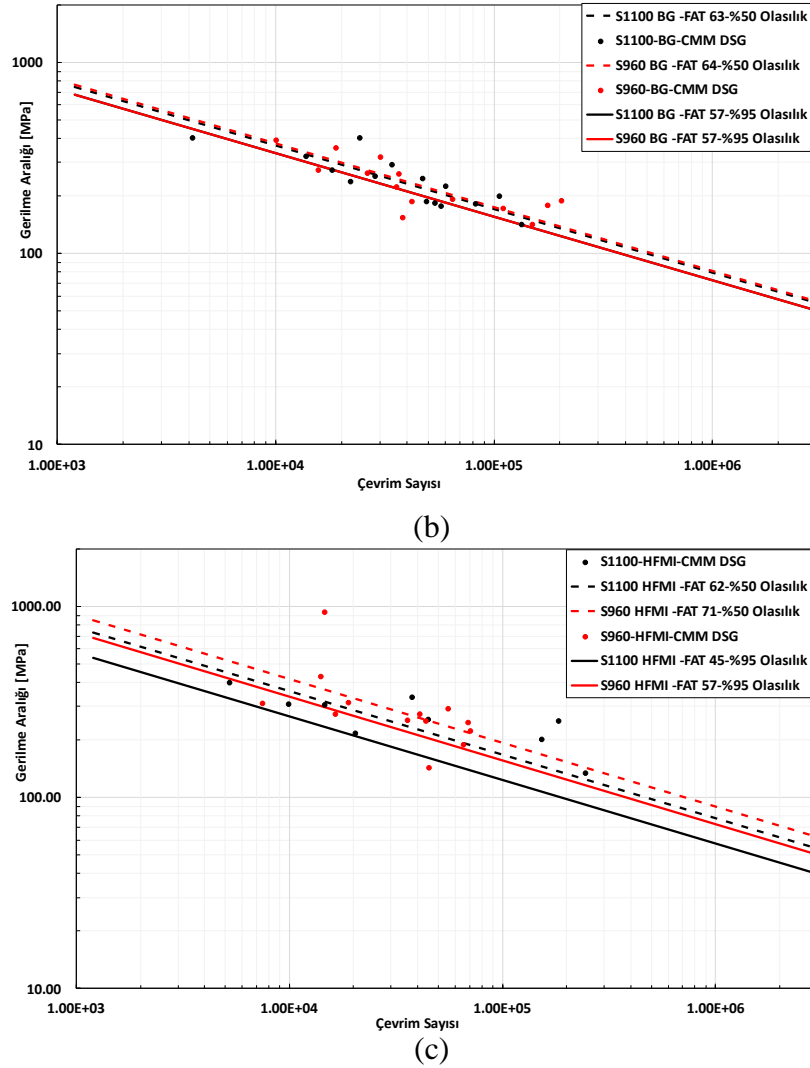 S1100 BG -FAT 63-%50 Olasılık
S1100-BG-CMM DSG
S960 BG -FAT 64-%50 Olasılık
S960-BG-CMM DSG
S1100 BG -FAT 57-%95 Olasılık
S960 BG -FAT 57-%95 Olasılık
1000
100
10
Gerilme Aralığı [MPa]
1.00E+03
1.00E+04
1.00E+05
1.00E+06
Çevrim Sayısı
(b)
S1100-HFMI-CMM DSG
S1100 HFMI -FAT 62-%50 Olasılık
S960 HFMI -FAT 71-%50 Olasılık
S960-HFMI-CMM DSG
S1100 HFMI -FAT 45-%95 Olasılık
S960 HFMI -FAT 57-%95 Olasılık
1000.00
100.00
10.00
Gerilme Aralığı [MPa]
1.00E+03
1.00E+04
1.00E+05
1.00E+06
Çevrim Sayısı
(c)